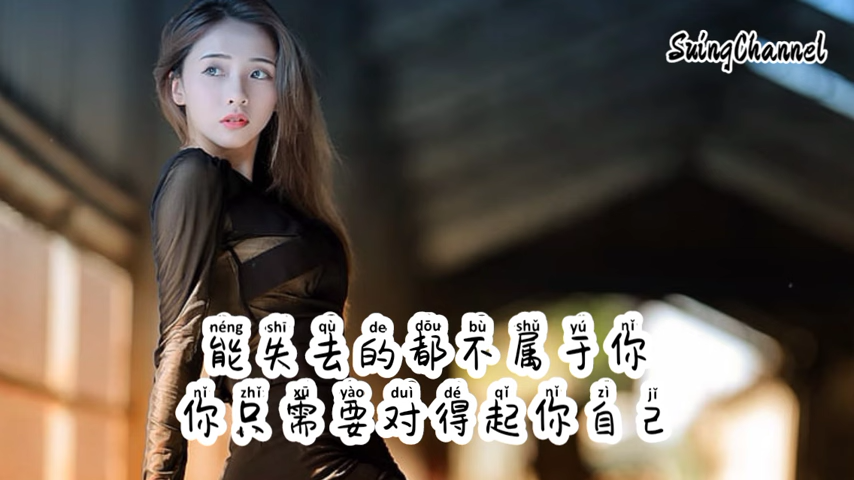 SuingChannel
néng shī qù de dōu bù shǔ yú nǐ
能失去的都不属于你
nǐ zhǐ xū yào duì dé qǐ nǐ zì jǐ
你只需要对得起你自己